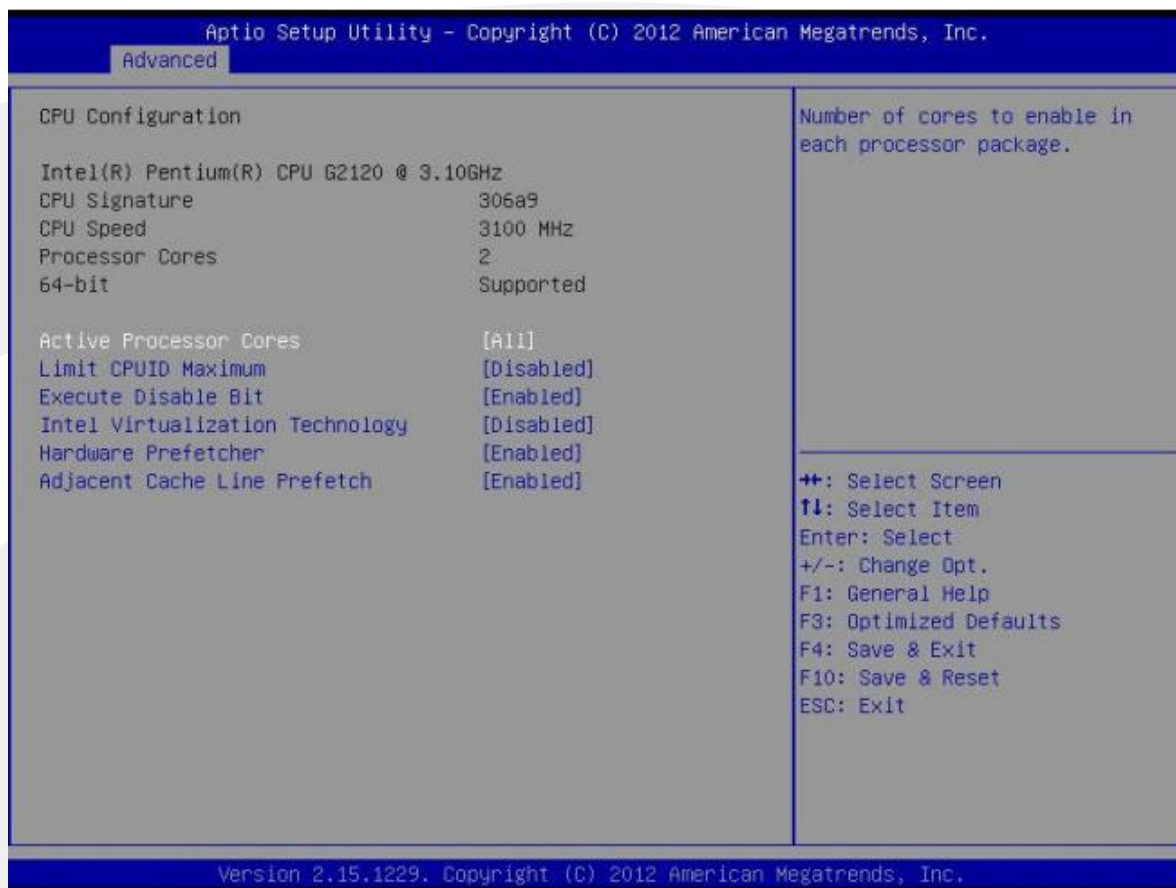 Aptio Setup Utility – Copyright (C) 2012 American Megatrends, Inc.
Advanced
CPU Configuration
Intel(R) Pentium(R) CPU G2120 @ 3.10GHz
CPU Signature 306a9
CPU Speed 3100 MHz
Processor Cores 2
64-bit Supported
Active Processor Cores [All]
Limit CPUID Maximum [Disabled]
Execute Disable Bit [Enabled]
Intel Virtualization Technology [Disabled]
Hardware Prefetcher [Enabled]
Adjacent Cache Line Prefetch [Enabled]
Number of cores to enable in
each processor package.
→←: Select Screen
↑↓: Select Item
Enter: Select
+/-: Change Opt.
F1: General Help
F3: Optimized Defaults
F4: Save & Exit
F10: Save & Reset
ESC: Exit
Version 2.15.1229. Copyright (C) 2012 American Megatrends, Inc.